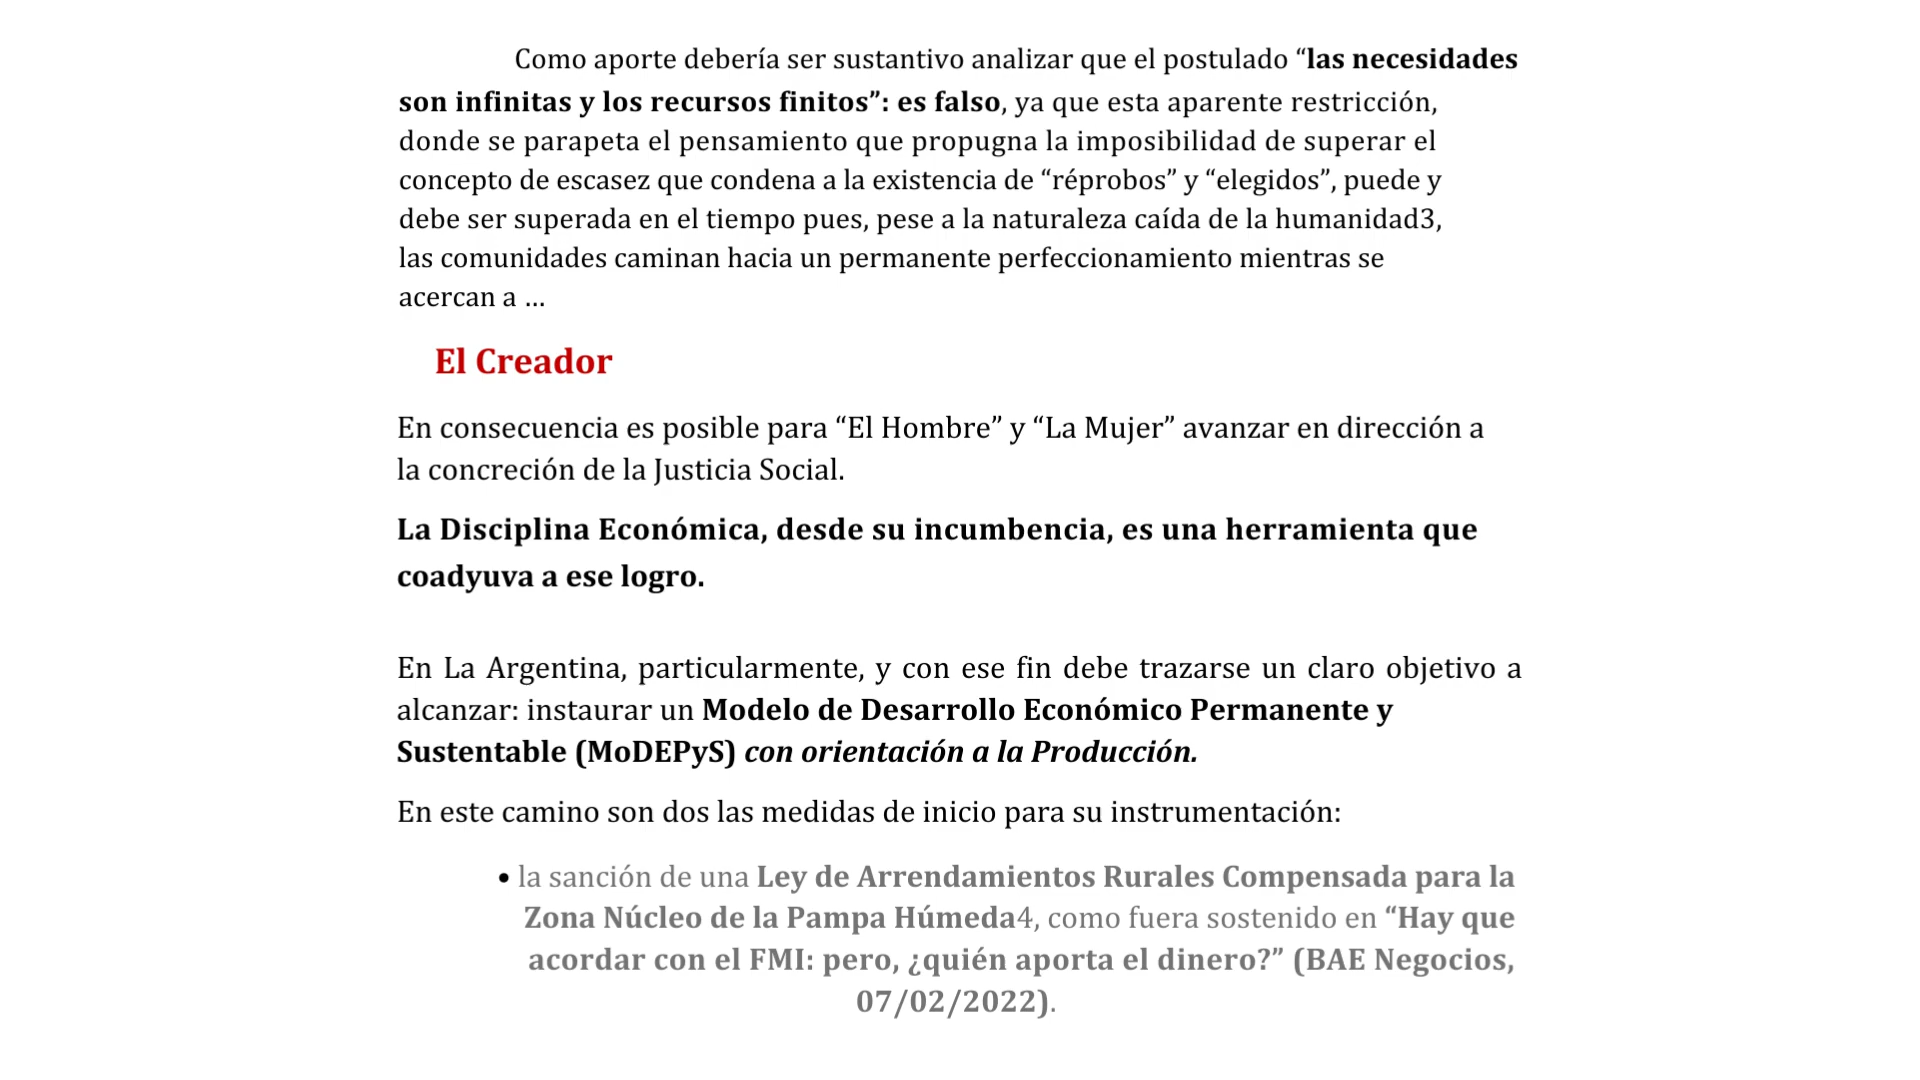 Como aporte debería ser sustantivo analizar que el postulado “las necesidades
son infinitas y los recursos finitos”: es falso, ya que esta aparente restricción,
donde se parapeta el pensamiento que propugna la imposibilidad de superar el
concepto de escasez que condena a la existencia de “réprobos” y “elegidos”, puede y
debe ser superada en el tiempo pues, pese a la naturaleza caída de la humanidad3,
las comunidades caminan hacia un permanente perfeccionamiento mientras se
acercan a ...
El Creador
En consecuencia es posible para “El Hombre” y “La Mujer” avanzar en dirección a
la concreción de la Justicia Social.
La Disciplina Económica, desde su incumbencia, es una herramienta que
coadyuva a ese logro.
En La Argentina, particularmente, y con ese fin debe trazarse un claro objetivo a
alcanzar: instaurar un Modelo de Desarrollo Económico Permanente y
Sustentable (MoDEPyS) con orientación a la Producción.
En este camino son dos las medidas de inicio para su instrumentación:
• la sanción de una Ley de Arrendamientos Rurales Compensada para la
Zona Núcleo de la Pampa Húmeda4, como fuera sostenido en “Hay que
acordar con el FMI: pero, ¿quién aporta el dinero?” (BAE Negocios,
07/02/2022).